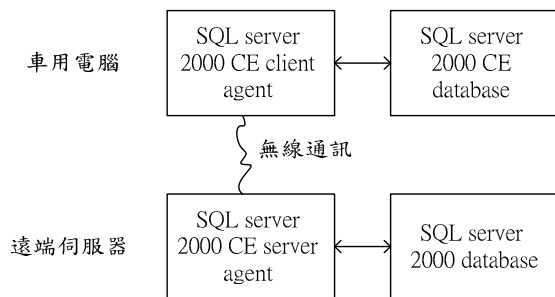 車用電腦
SQL server
2000 CE client
agent
SQL server
2000 CE
database
無線通訊
遠端伺服器
SQL server
2000 CE server
agent
SQL server
2000 database